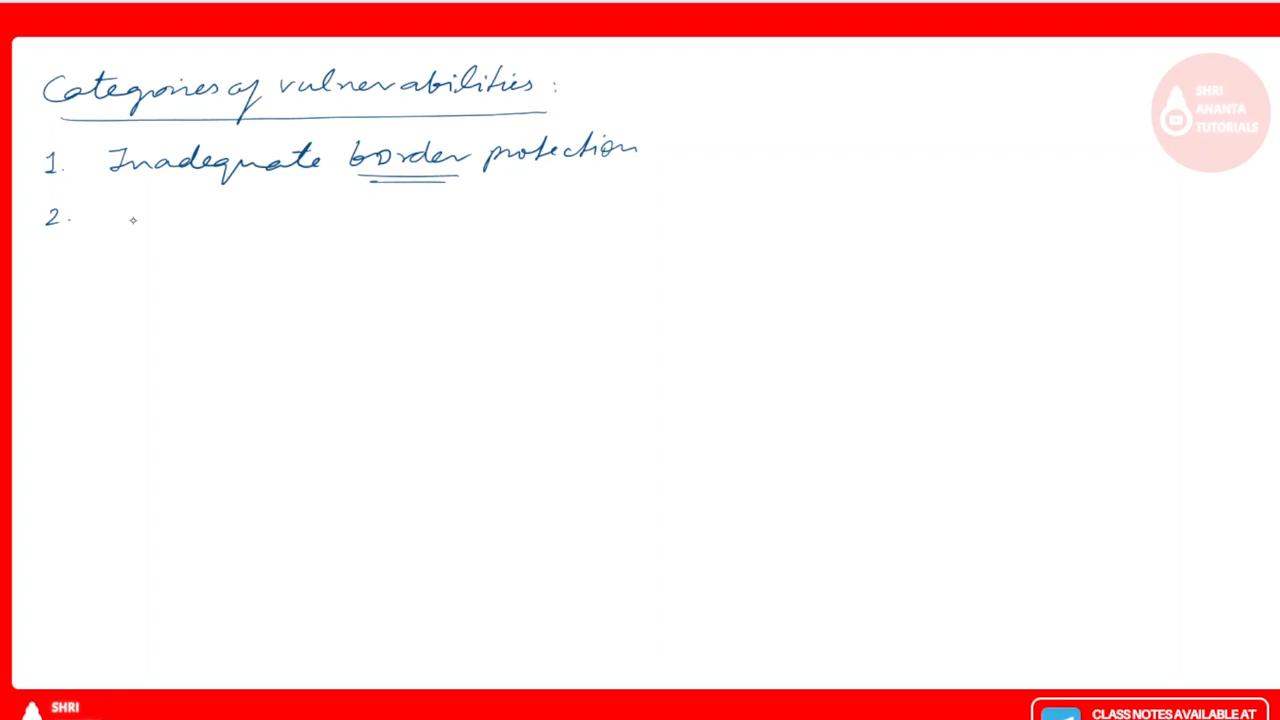 Categories of vulnerabilities :
1. Inadequate border protection
2.
SHRI
ANANTA
TUTORIALS
SHRI
CLASS NOTES AVAILABLE AT